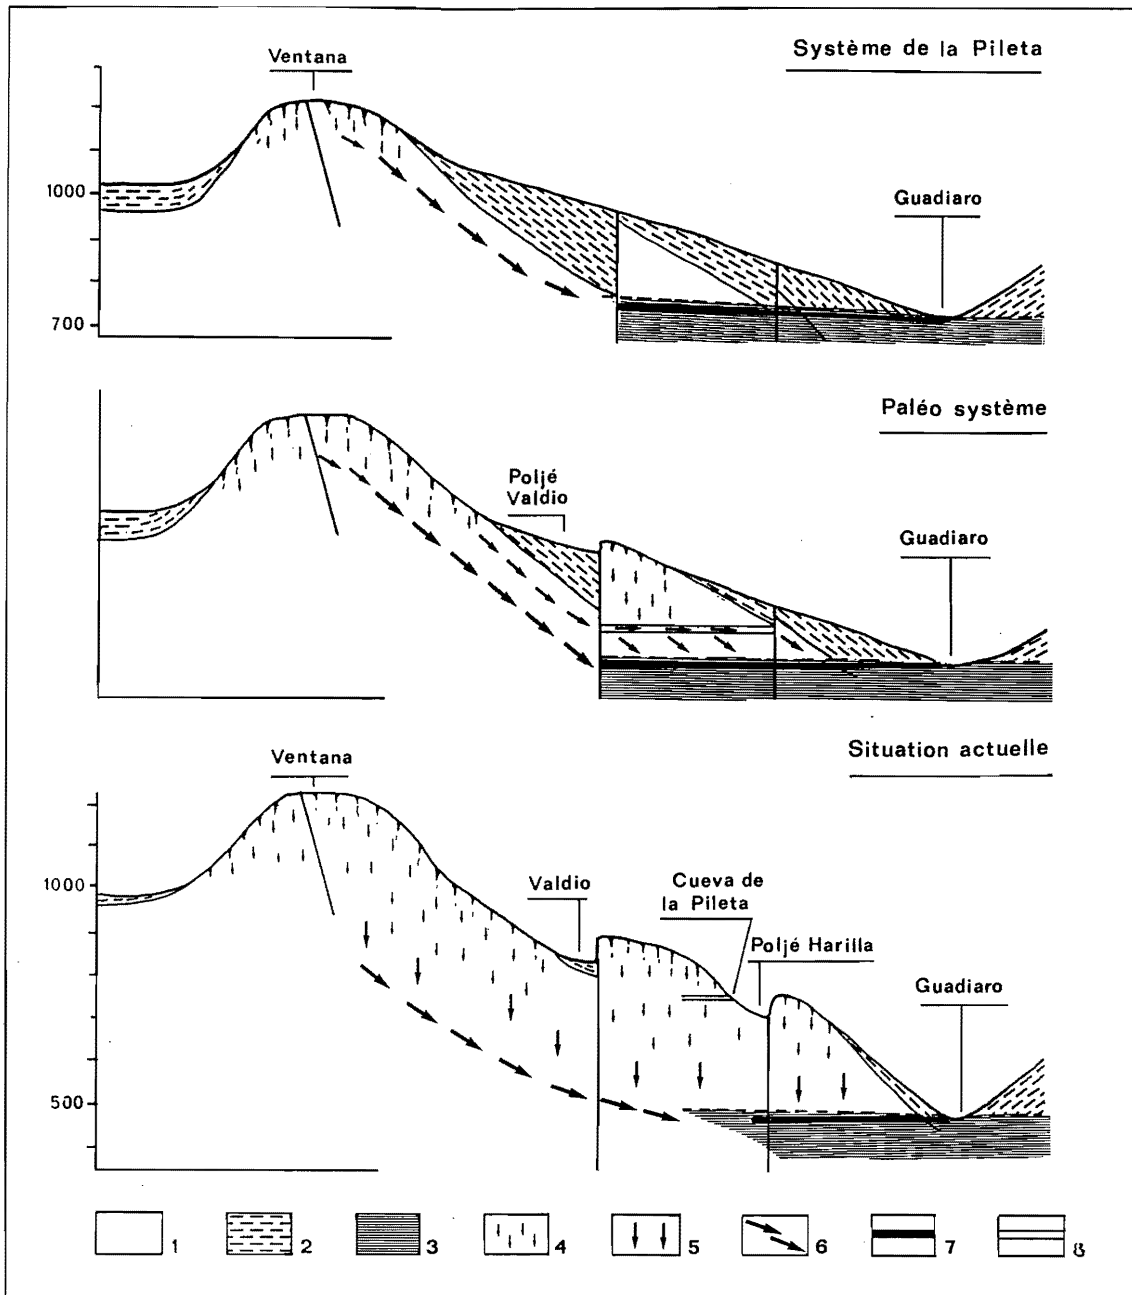 Système de la Pileta
Ventana
1000
Guadiaro
700
Paléo système
Poljé
Valdio
Guadiaro
Situation actuelle
Ventana
1000
Valdio
Cueva de
la Pileta
Poljé Harilla
Guadiaro
500
1 2 3 4 5 6 7 8